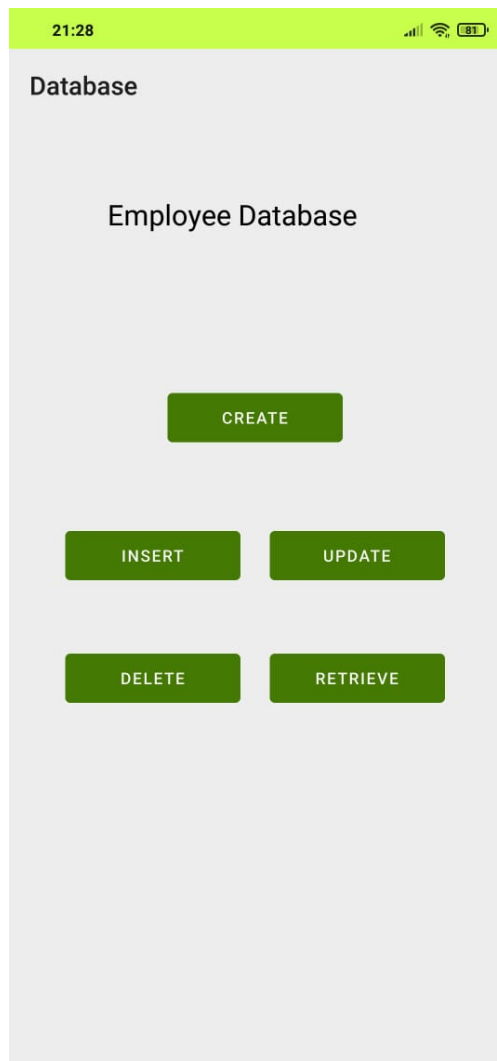 21:28 81
Database
Employee Database
CREATE
INSERT UPDATE
DELETE RETRIEVE